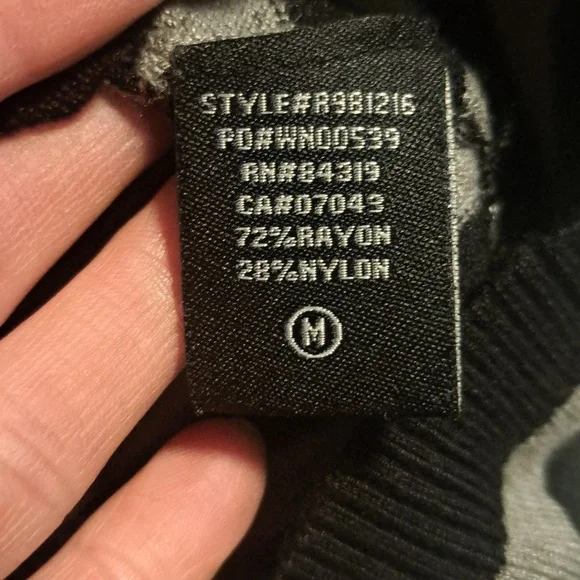 STYLE#R981216
PO#WN00539
RN#84319
CA#07049
72%RAYON
28%NYLON
M